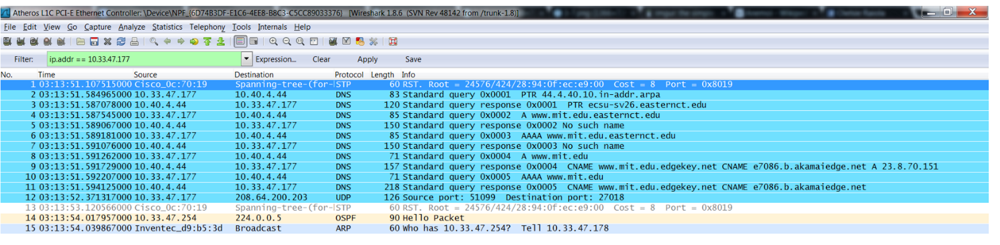 Atheros L1C PCI-E Ethernet Controller: \Device\NPF_{6D74B3DF-E1C6-4EE8-B8C3-C5CC89033376} [Wireshark 1.8.6 (SVN Rev 48142 from /trunk-1.8)]
File Edit View Go Capture Analyze Statistics Telephony Tools Internals Help
Filter: ip.addr == 10.33.47.177 Expression... Clear Apply Save
No. Time Source Destination Protocol Length Info
1 03:13:51.107515000 Cisco_0c:70:19 Spanning-tree-(for- STP 60 RST. Root = 24576/424/28:94:0f:ec:e9:00 Cost = 8 Port = 0x8019
2 03:13:51.584965000 10.33.47.177 10.40.4.44 DNS 83 Standard query 0x0001 PTR 44.4.40.10.in-addr.arpa
3 03:13:51.587078000 10.40.4.44 10.33.47.177 DNS 120 Standard query response 0x0001 PTR ecsu-sv26.easternct.edu
4 03:13:51.587545000 10.33.47.177 10.40.4.44 DNS 85 Standard query 0x0002 A www.mit.edu.easternct.edu
5 03:13:51.589067000 10.40.4.44 10.33.47.177 DNS 150 Standard query response 0x0002 No such name
6 03:13:51.589181000 10.33.47.177 10.40.4.44 DNS 85 Standard query 0x0003 AAAA www.mit.edu.easternct.edu
7 03:13:51.591076000 10.40.4.44 10.33.47.177 DNS 150 Standard query response 0x0003 No such name
8 03:13:51.591262000 10.33.47.177 10.40.4.44 DNS 71 Standard query 0x0004 A www.mit.edu
9 03:13:51.591729000 10.40.4.44 10.33.47.177 DNS 157 Standard query response 0x0004 CNAME www.mit.edu.edgekey.net CNAME e7086.b.akamaiedge.net A 23.8.70.151
10 03:13:51.592207000 10.33.47.177 10.40.4.44 DNS 71 Standard query 0x0005 AAAA www.mit.edu
11 03:13:51.594125000 10.40.4.44 10.33.47.177 DNS 218 Standard query response 0x0005 CNAME www.mit.edu.edgekey.net CNAME e7086.b.akamaiedge.net
12 03:13:52.371317000 10.33.47.177 208.64.200.203 UDP 126 Source port: 51099 Destination port: 27018
13 03:13:53.120566000 Cisco_0c:70:19 Spanning-tree-(for- STP 60 RST. Root = 24576/424/28:94:0f:ec:e9:00 Cost = 8 Port = 0x8019
14 03:13:54.017957000 10.33.47.254 224.0.0.5 OSPF 90 Hello Packet
15 03:13:54.039867000 Inventec_d9:b5:3d Broadcast ARP 60 Who has 10.33.47.254? Tell 10.33.47.178